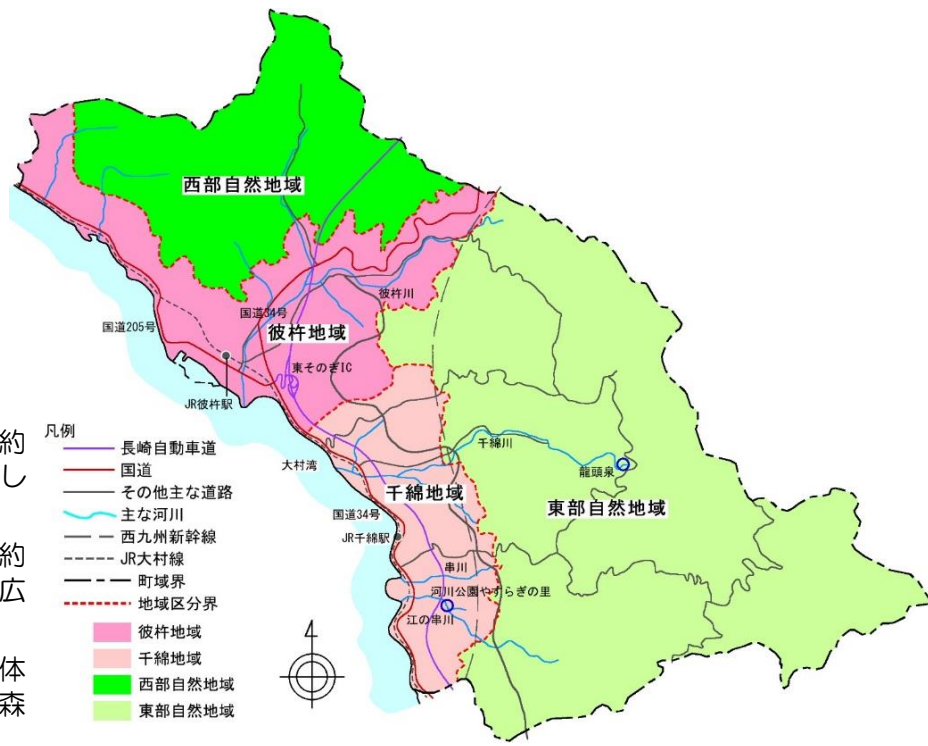 西部自然地域
彼杵川
国道34号
国道205号
彼杵地域
東そのぎIC
JR彼杵駅
約
し
約
広
体
森
凡例
長崎自動車道
国道
その他主な道路
主な河川
西九州新幹線
JR大村線
町域界
地域区分界
彼杵地域
千綿地域
西部自然地域
東部自然地域
大村湾
千綿川
龍頭泉
千綿地域
東部自然地域
国道34号
JR千綿駅
串川
河川公園やすらぎの里
江の串川
4